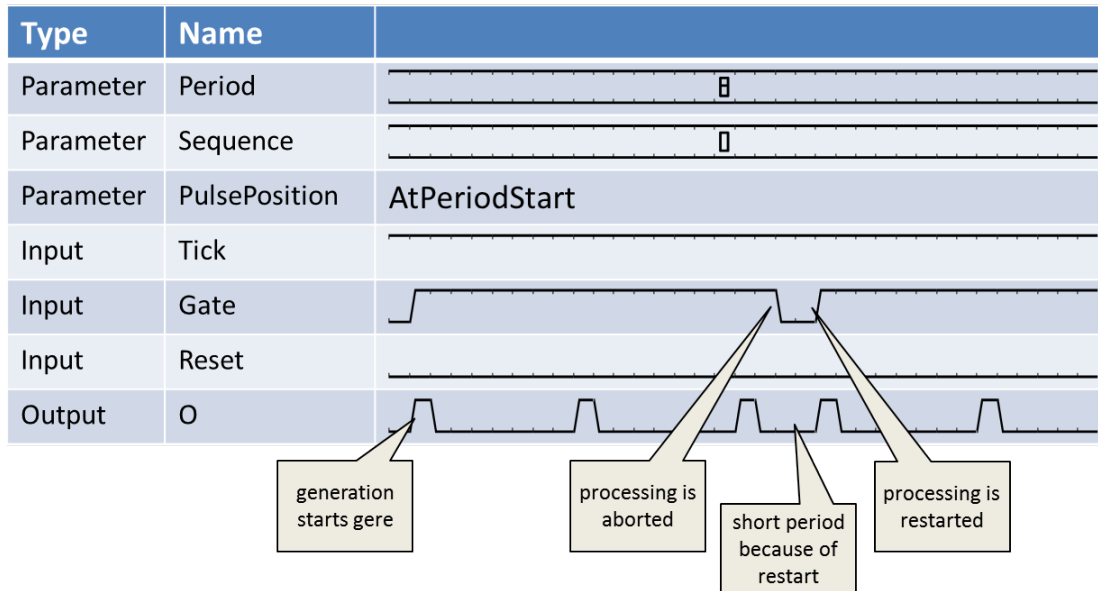 Type Name
Parameter Period 8
Parameter Sequence 0
Parameter PulsePosition AtPeriodStart
Input Tick
Input Gate
Input Reset
Output O
generation
starts gere
processing is
aborted
short period
because of
restart
processing is
restarted